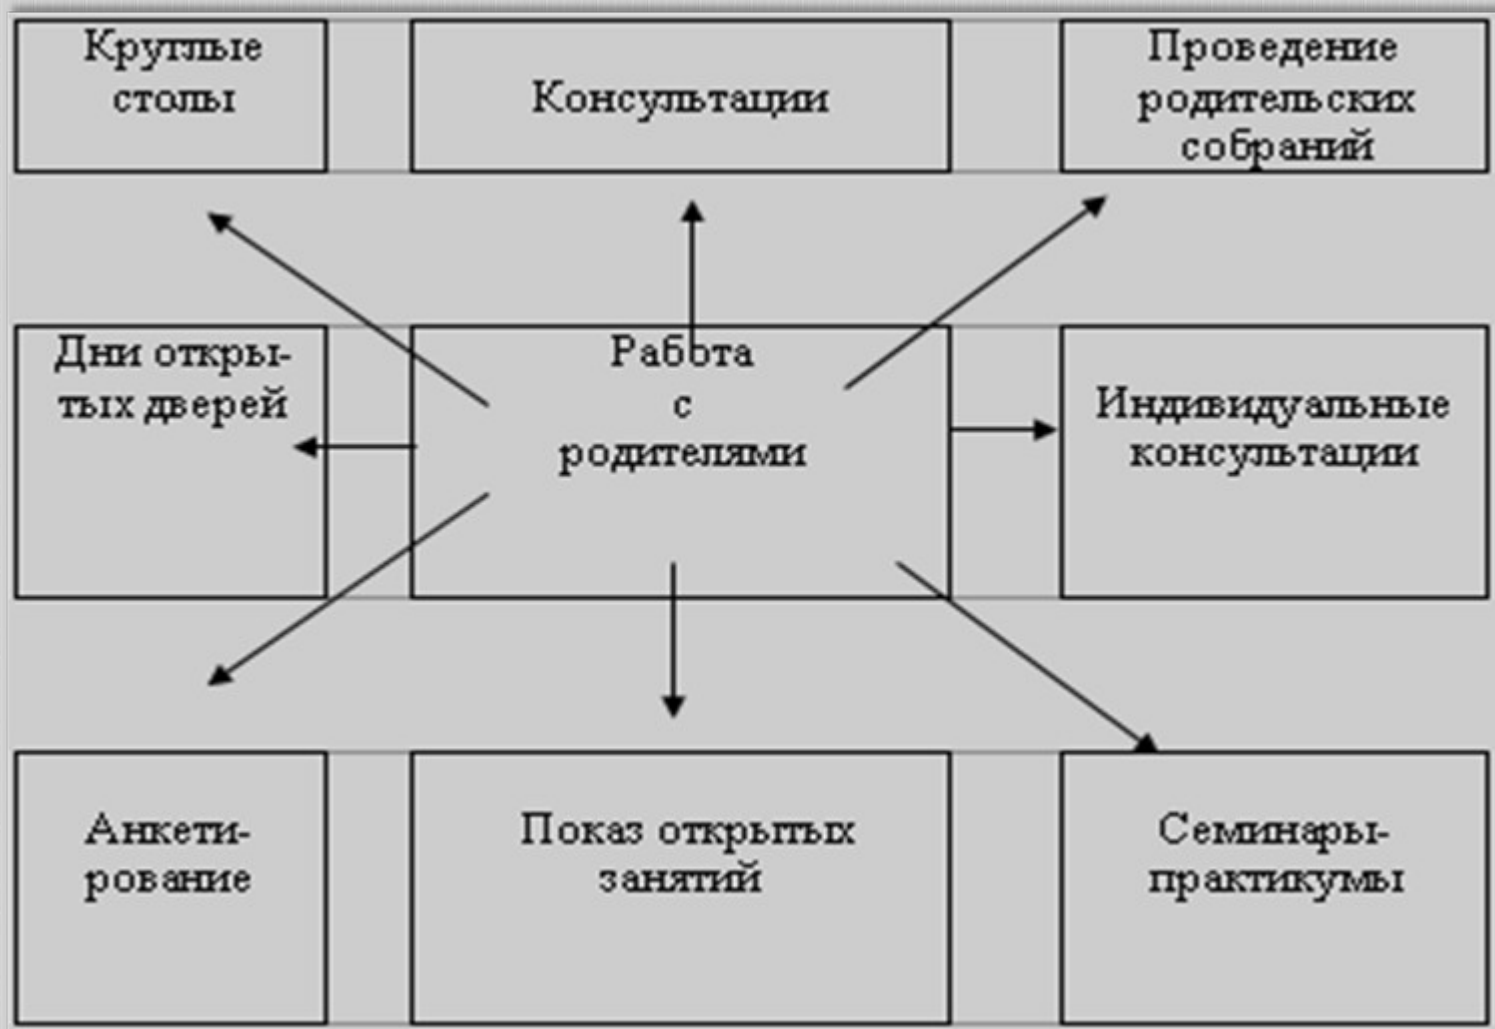 Круглые
столы
Консультации
Проведение
родительских
собраний
Дни откры-
тых дверей
Работа
с
родителями
Индивидуальные
консультации
Анкети-
рование
Показ открытых
занятий
Семинары-
практикумы